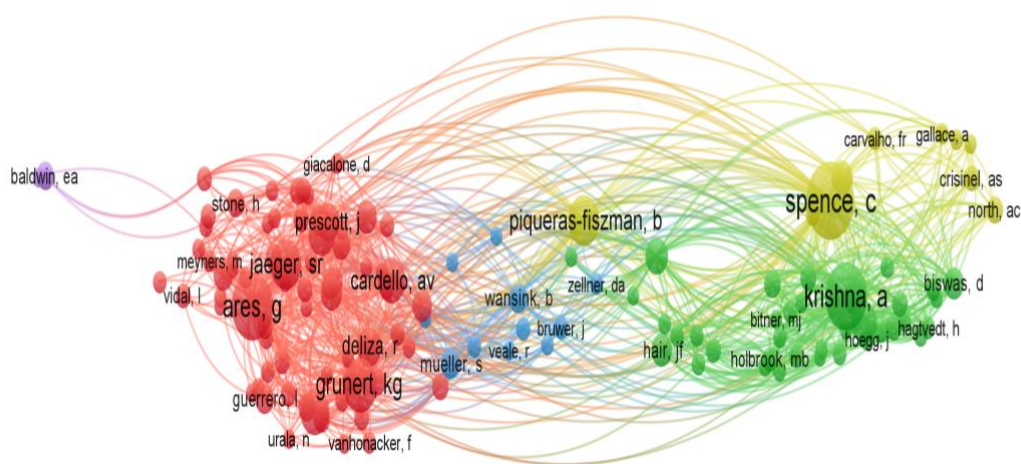 carvalho, fr
gallace, a
giacalone, d
baldwin, ea
crisinel, as
stone, h
spence, c
north, ac
prescott, j
piqueras-fiszman, b
meyners, m
jaeger, sr
cardello, av
zellner, da
biswas, d
vidal, l
ares, g
wansink, b
krishna, a
bitner, mj
bruwer, j
hagtvedt, h
hoegg, j
deliza, r
veale, r
hair, jf
holbrook, mb
mueller, s
grunert, kg
guerrero, l
urala, n
vanhonacker, f